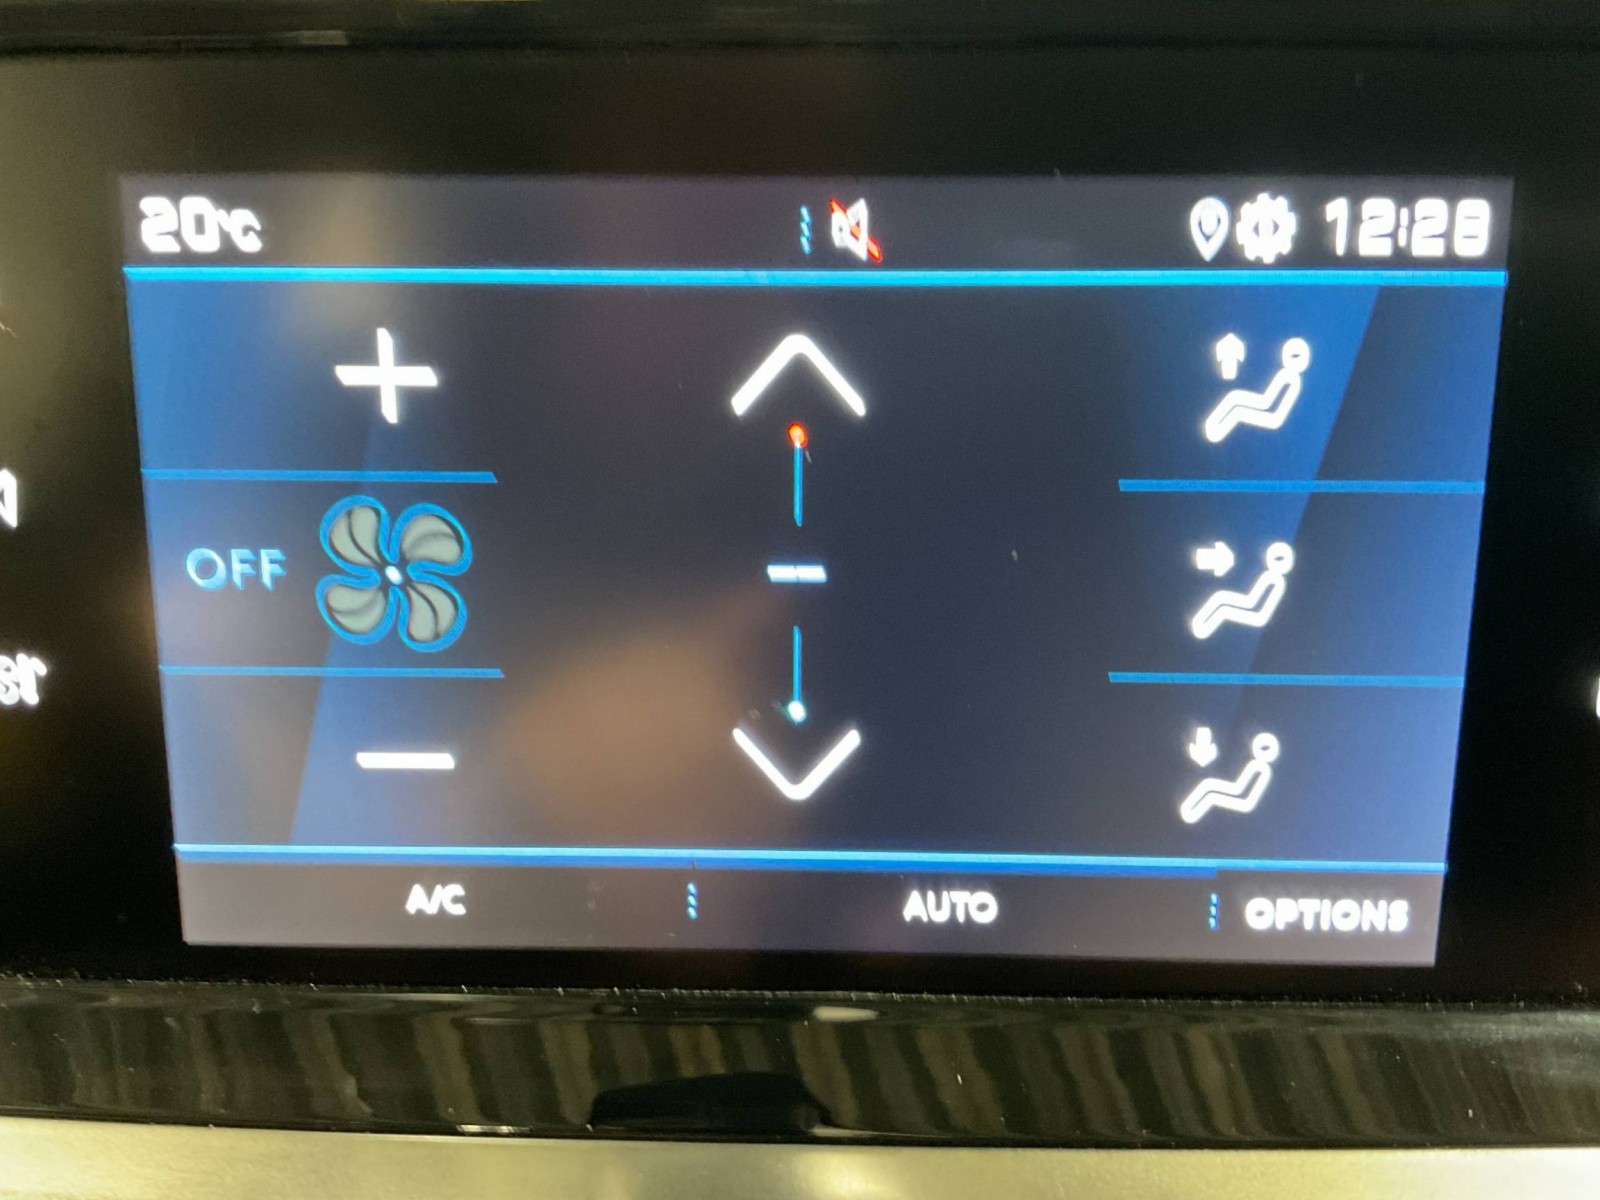 20°C 12:28
OFF
--
A/C AUTO OPTIONS